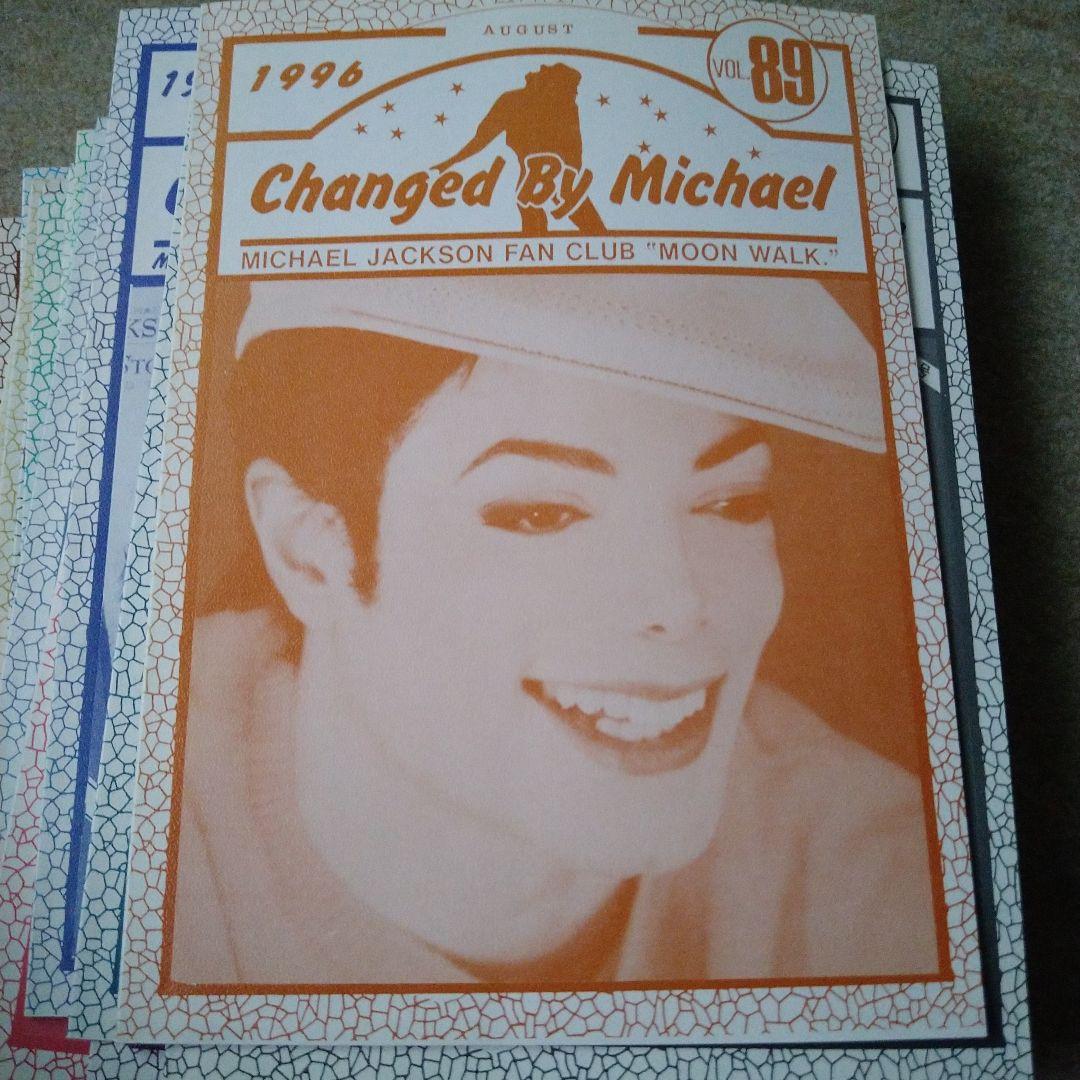 AUGUST
1996
VOL. 89
Changed By Michael
MICHAEL JACKSON FAN CLUB "MOON WALK."